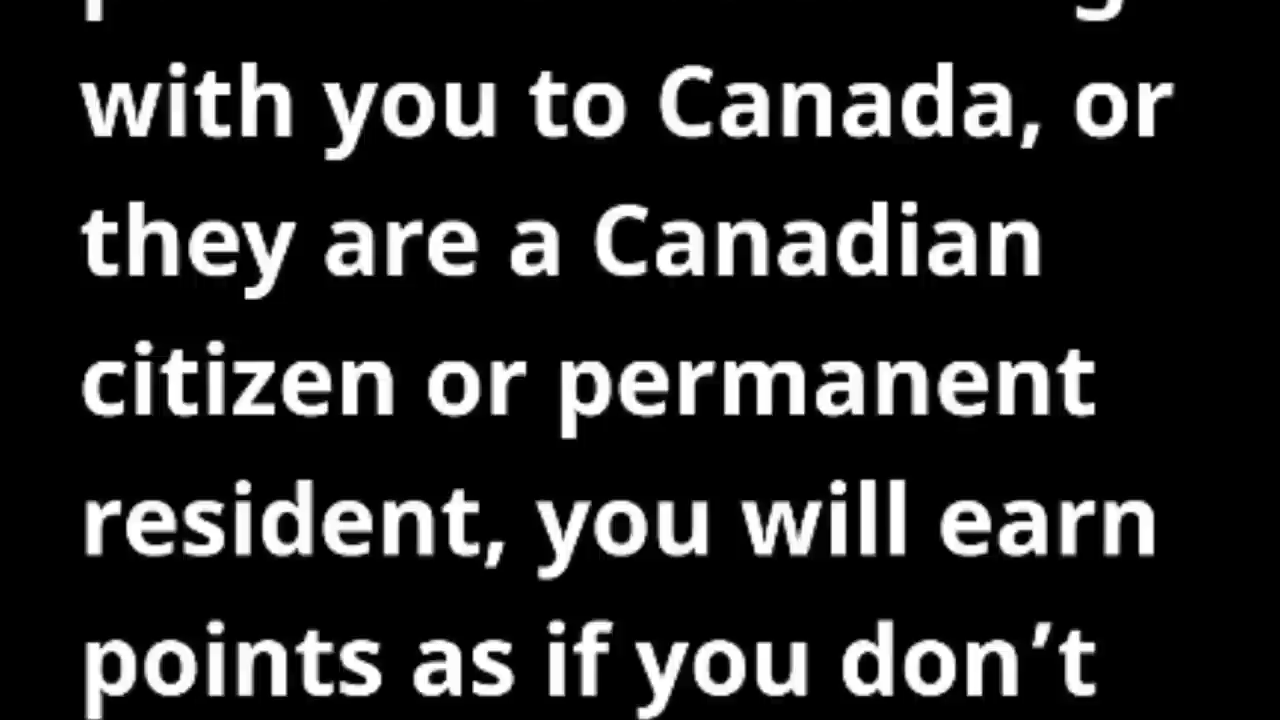 with you to Canada, or
they are a Canadian
citizen or permanent
resident, you will earn
points as if you don’t